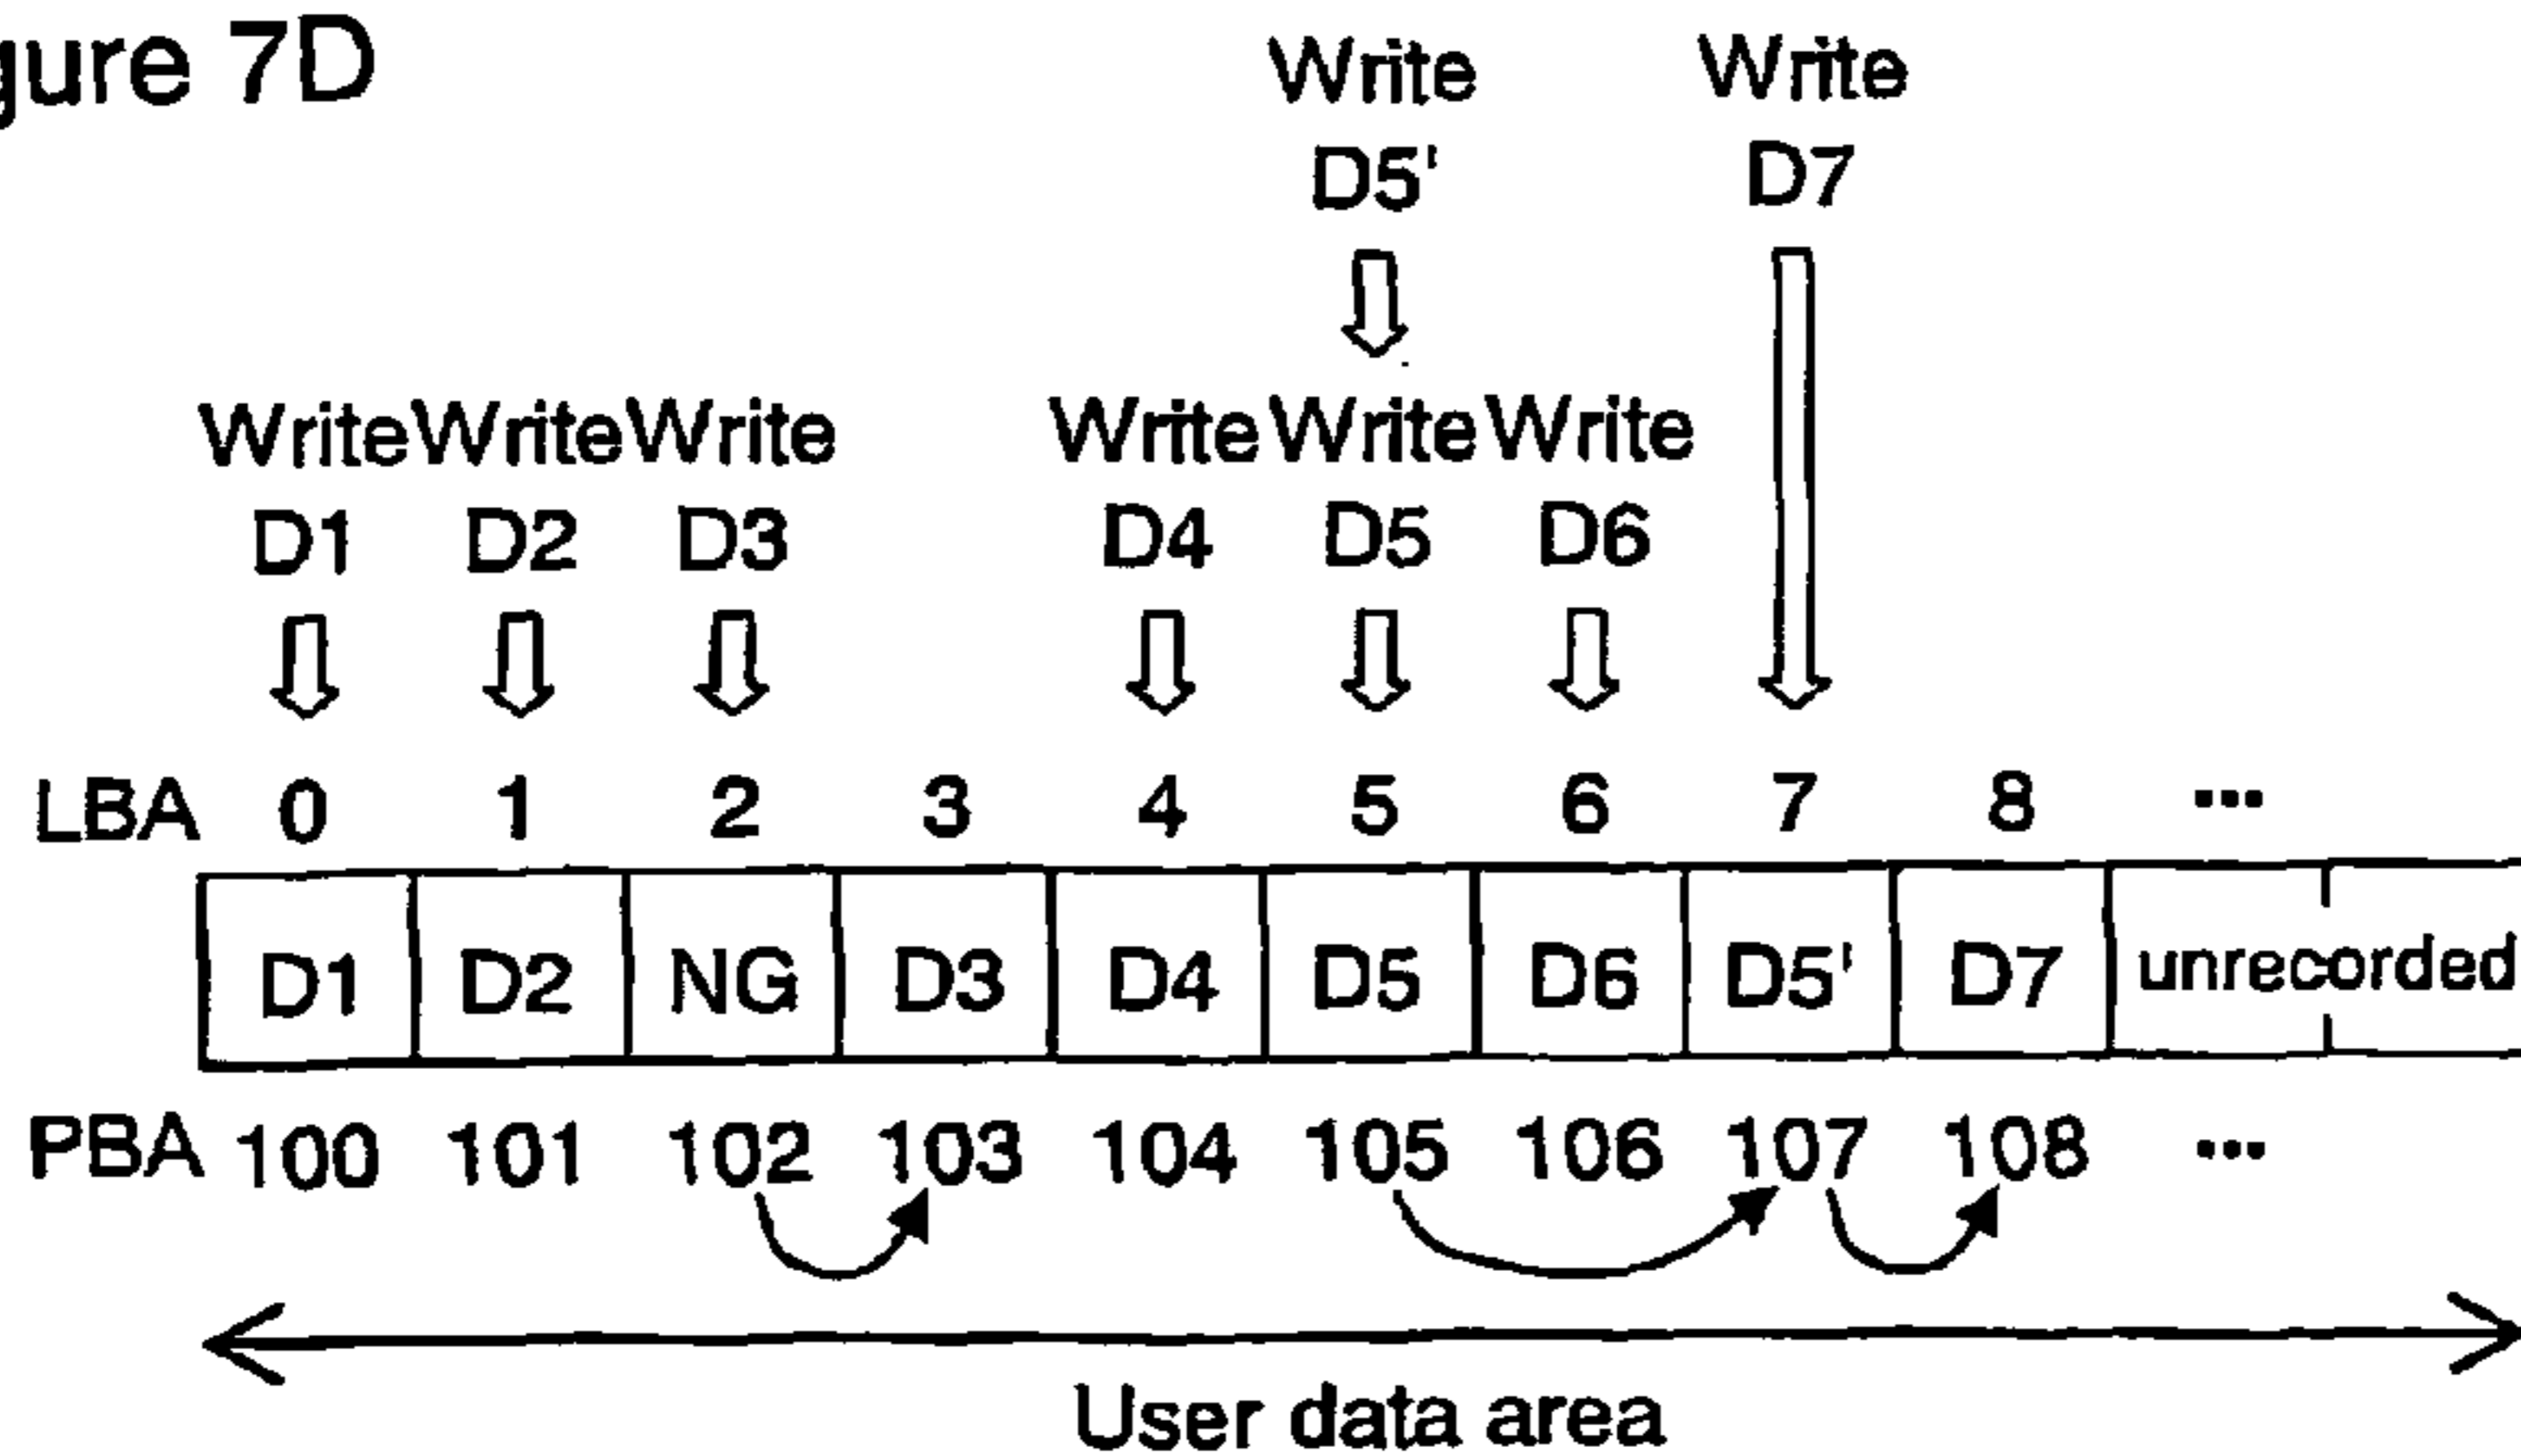 gure 7D
Write Write
D5' D7
Write Write Write Write Write Write
D1 D2 D3 D4 D5 D6
LBA 0 1 2 3 4 5 6 7 8 ...
D1 D2 NG D3 D4 D5 D6 D5' D7 unrecorded
PBA 100 101 102 103 104 105 106 107 108 ...
User data area